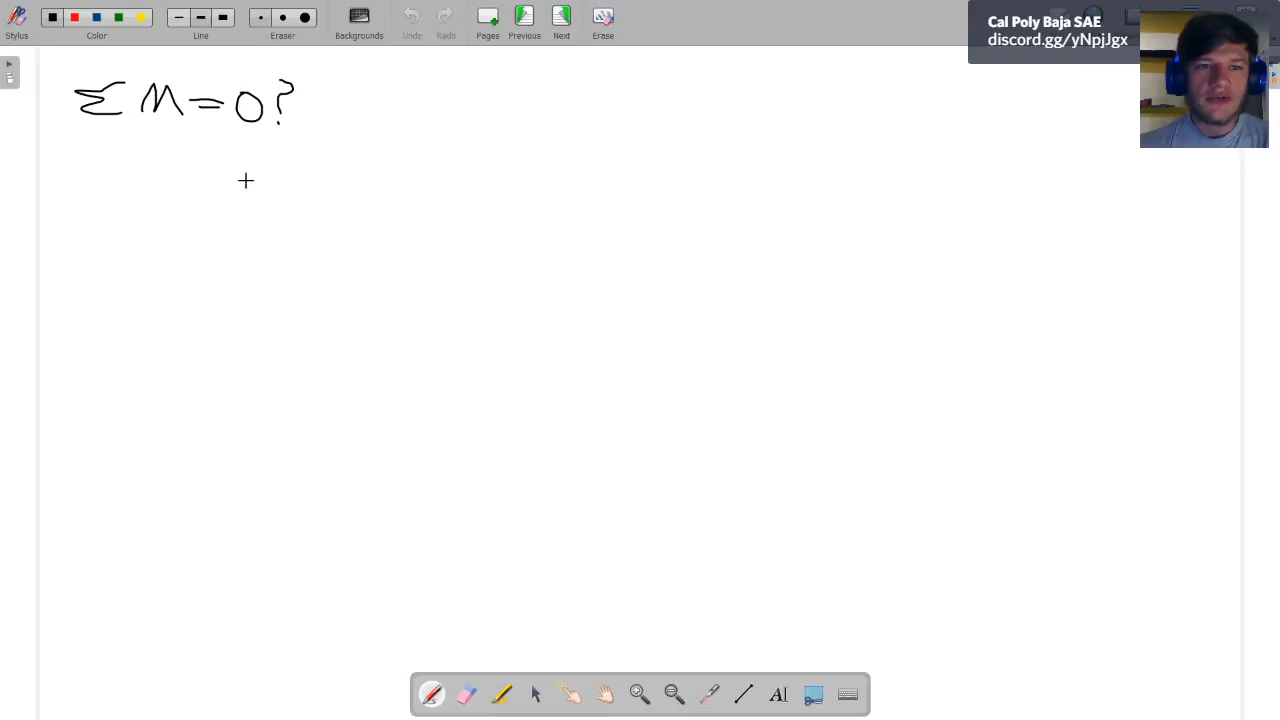 Stylus
Color
Line
Eraser
Backgrounds
Undo
Redo
Pages
Previous
Next
Erase
Cal Poly Baja SAE
discord.gg/yNpjJgx
Σ M = 0 ?